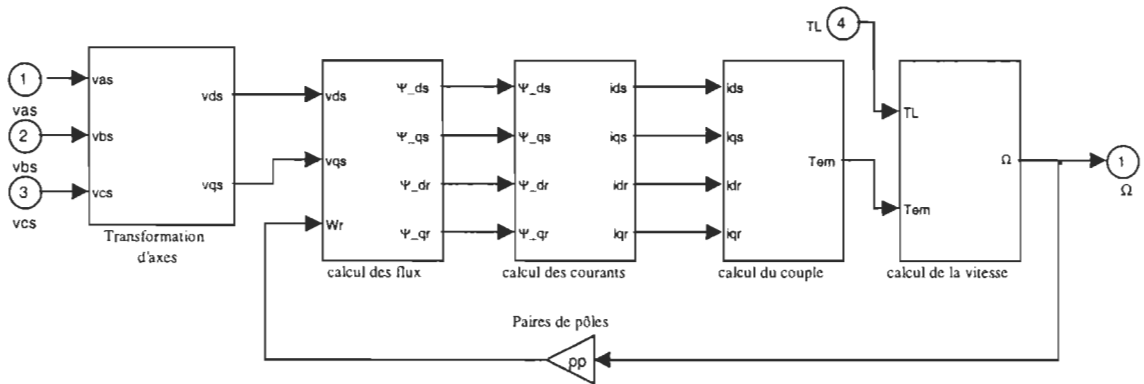 1
vas
2
vbs
3
vcs
vas
vbs
vcs
vds
vqs
Transformation
d'axes
vds
vqs
Wr
Ψ_ds
Ψ_qs
Ψ_dr
Ψ_qr
calcul des flux
Ψ_ds
Ψ_qs
Ψ_dr
Ψ_qr
ids
iqs
idr
iqr
calcul des courants
ids
iqs
idr
iqr
Tem
calcul du couple
TL
4
TL
Tem
Ω
calcul de la vitesse
1
Ω
Paires de pôles
pp